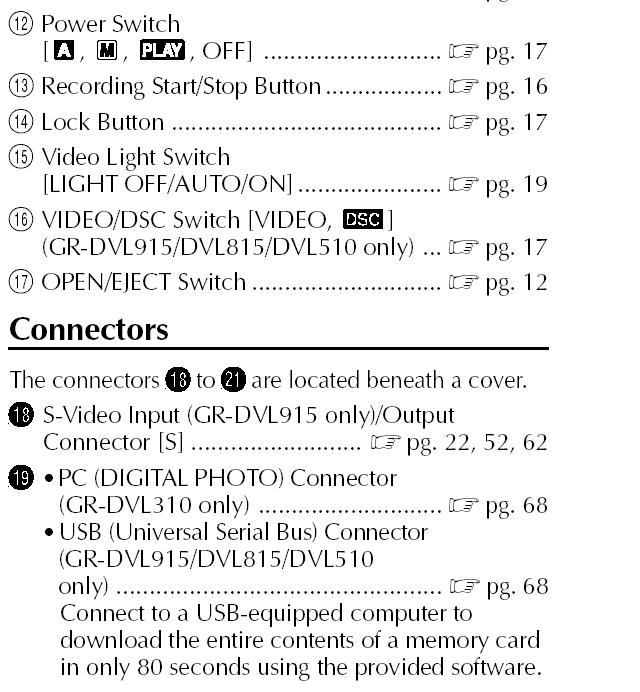 ⑫ Power Switch
[ A , M , PLAY , OFF] ........................... ☞ pg. 17
⑬ Recording Start/Stop Button .................. ☞ pg. 16
⑭ Lock Button ......................................... ☞ pg. 17
⑮ Video Light Switch
[LIGHT OFF/AUTO/ON] ...................... ☞ pg. 19
⑯ VIDEO/DSC Switch [VIDEO, DSC ]
(GR-DVL915/DVL815/DVL510 only) ... ☞ pg. 17
⑰ OPEN/EJECT Switch ............................. ☞ pg. 12
Connectors
The connectors ⓲ to ㉑ are located beneath a cover.
⓲ S-Video Input (GR-DVL915 only)/Output
Connector [S] .......................... ☞ pg. 22, 52, 62
⓳ • PC (DIGITAL PHOTO) Connector
(GR-DVL310 only) ............................ ☞ pg. 68
• USB (Universal Serial Bus) Connector
(GR-DVL915/DVL815/DVL510
only) ................................................. ☞ pg. 68
Connect to a USB-equipped computer to
download the entire contents of a memory card
in only 80 seconds using the provided software.